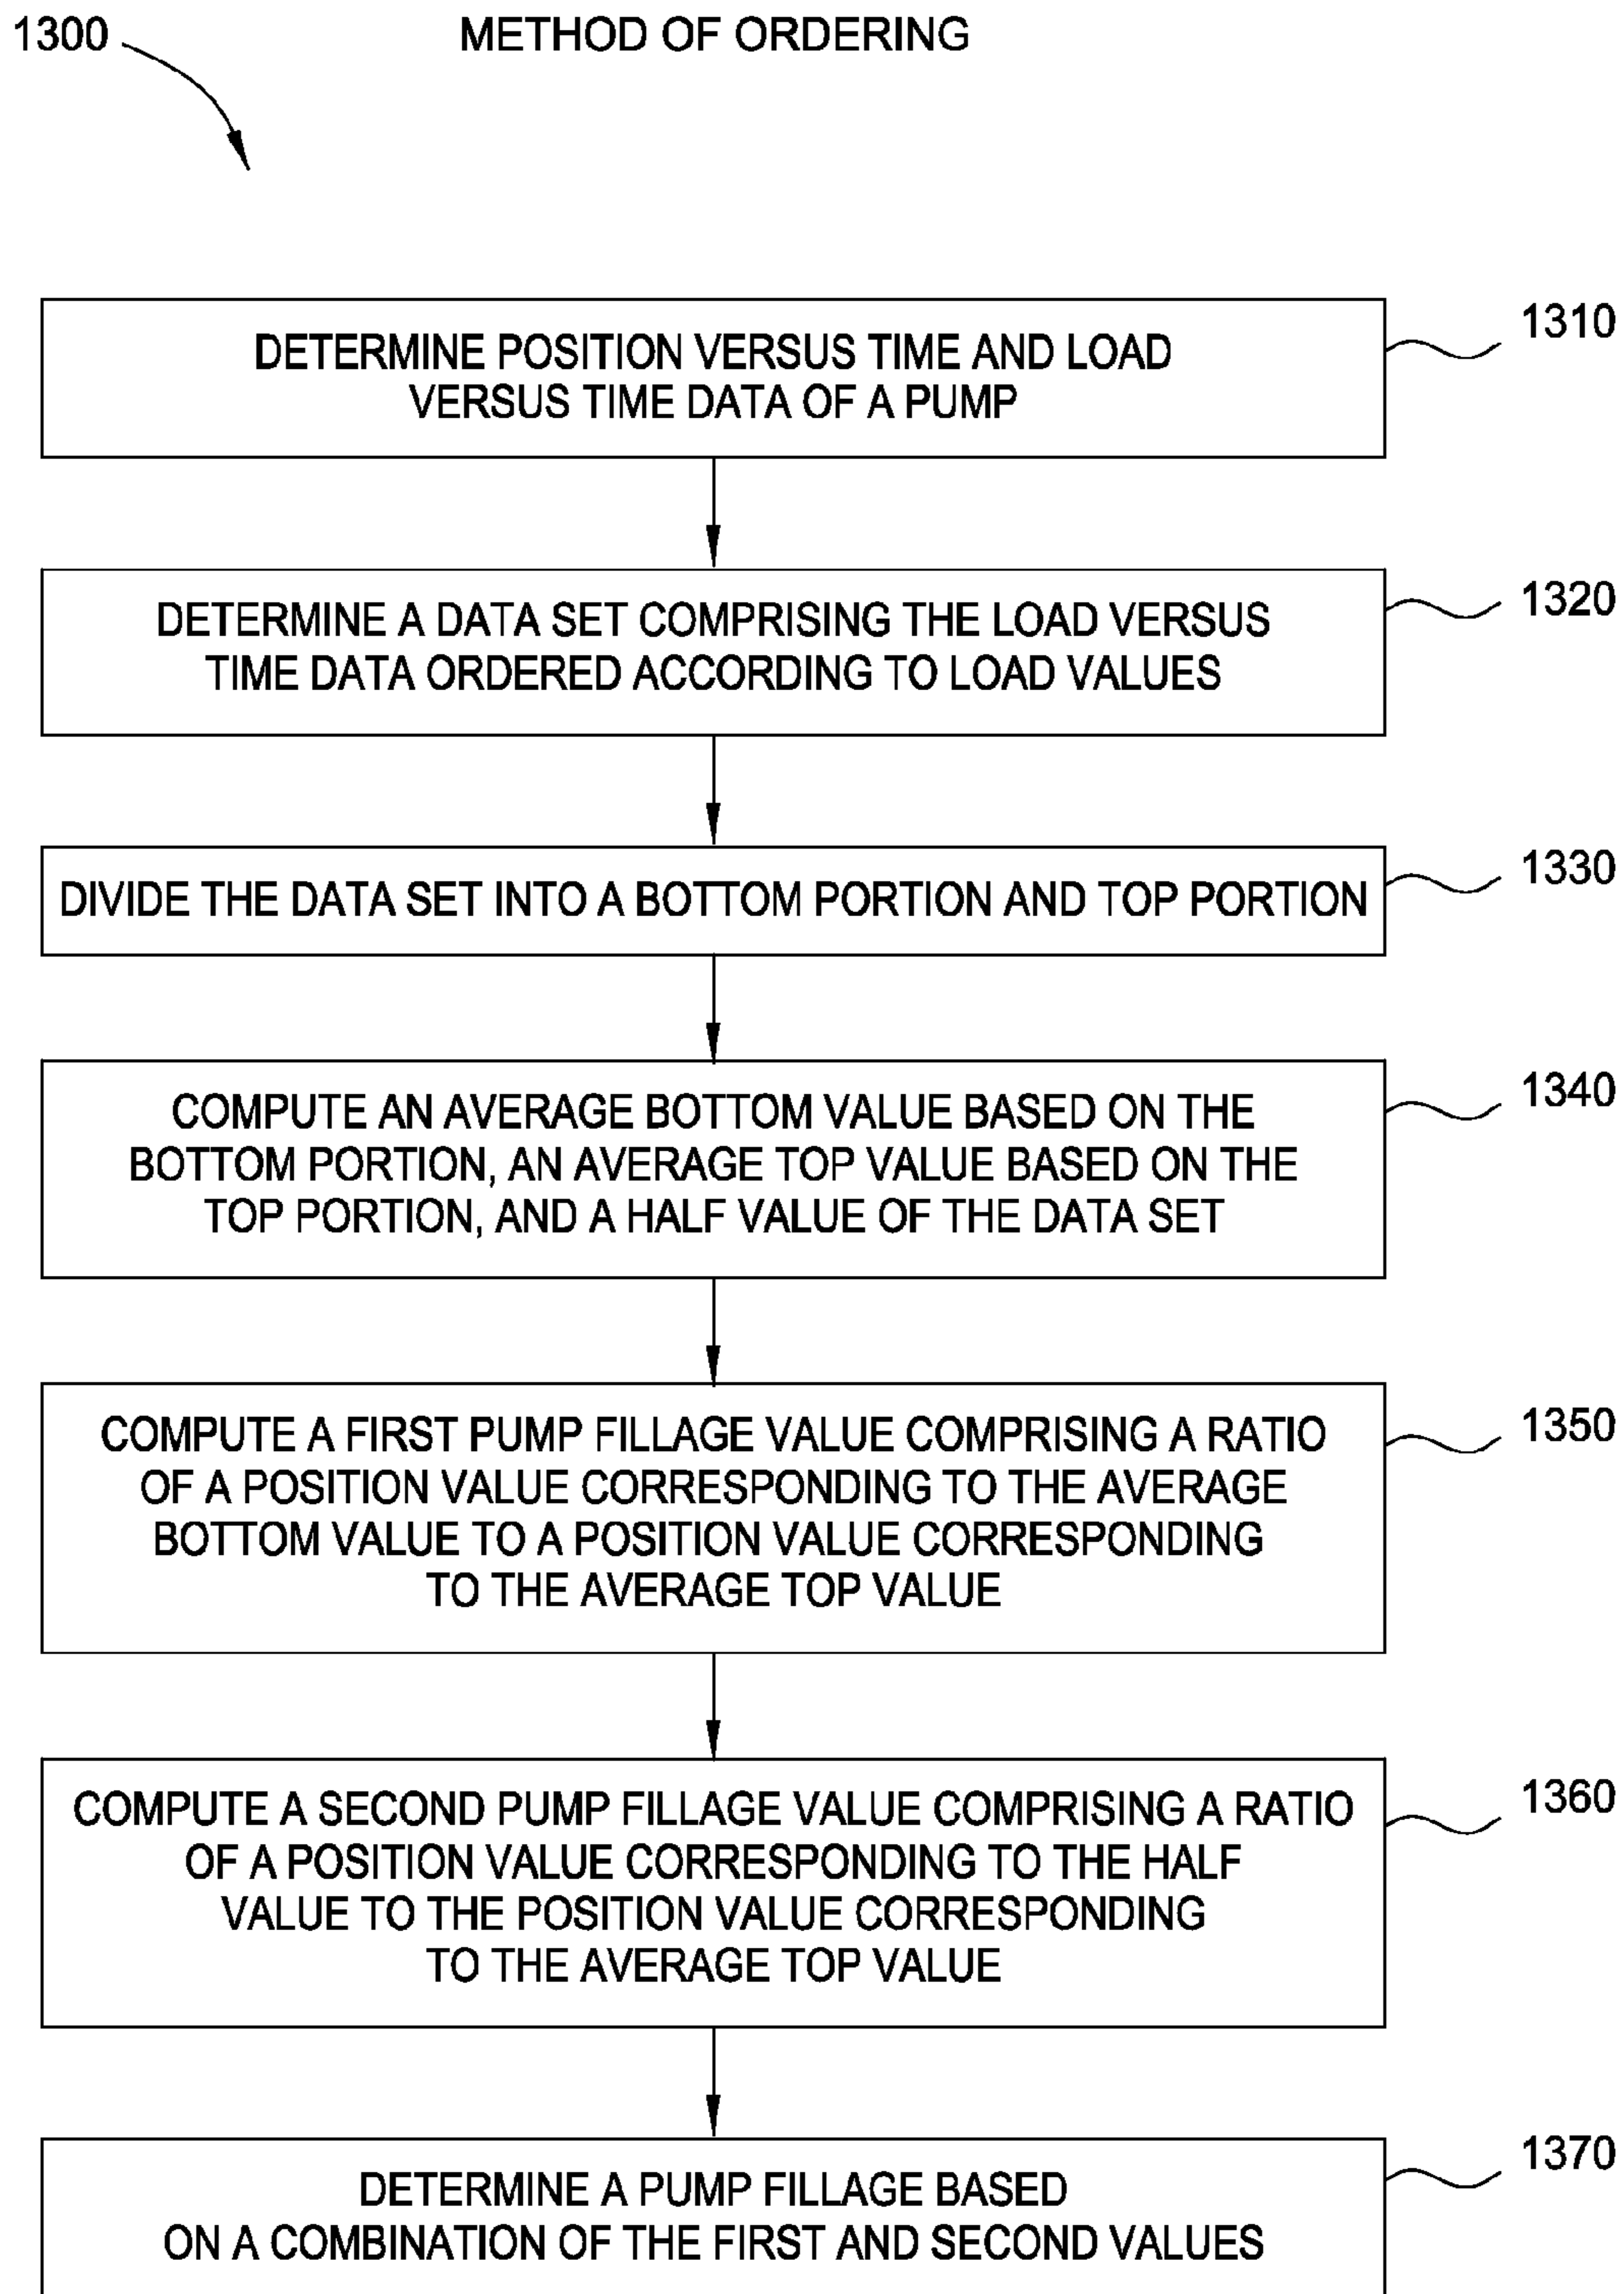 1300
METHOD OF ORDERING
DETERMINE POSITION VERSUS TIME AND LOAD
VERSUS TIME DATA OF A PUMP
1310
DETERMINE A DATA SET COMPRISING THE LOAD VERSUS
TIME DATA ORDERED ACCORDING TO LOAD VALUES
1320
DIVIDE THE DATA SET INTO A BOTTOM PORTION AND TOP PORTION
1330
COMPUTE AN AVERAGE BOTTOM VALUE BASED ON THE
BOTTOM PORTION, AN AVERAGE TOP VALUE BASED ON THE
TOP PORTION, AND A HALF VALUE OF THE DATA SET
1340
COMPUTE A FIRST PUMP FILLAGE VALUE COMPRISING A RATIO
OF A POSITION VALUE CORRESPONDING TO THE AVERAGE
BOTTOM VALUE TO A POSITION VALUE CORRESPONDING
TO THE AVERAGE TOP VALUE
1350
COMPUTE A SECOND PUMP FILLAGE VALUE COMPRISING A RATIO
OF A POSITION VALUE CORRESPONDING TO THE HALF
VALUE TO THE POSITION VALUE CORRESPONDING
TO THE AVERAGE TOP VALUE
1360
DETERMINE A PUMP FILLAGE BASED
ON A COMBINATION OF THE FIRST AND SECOND VALUES
1370